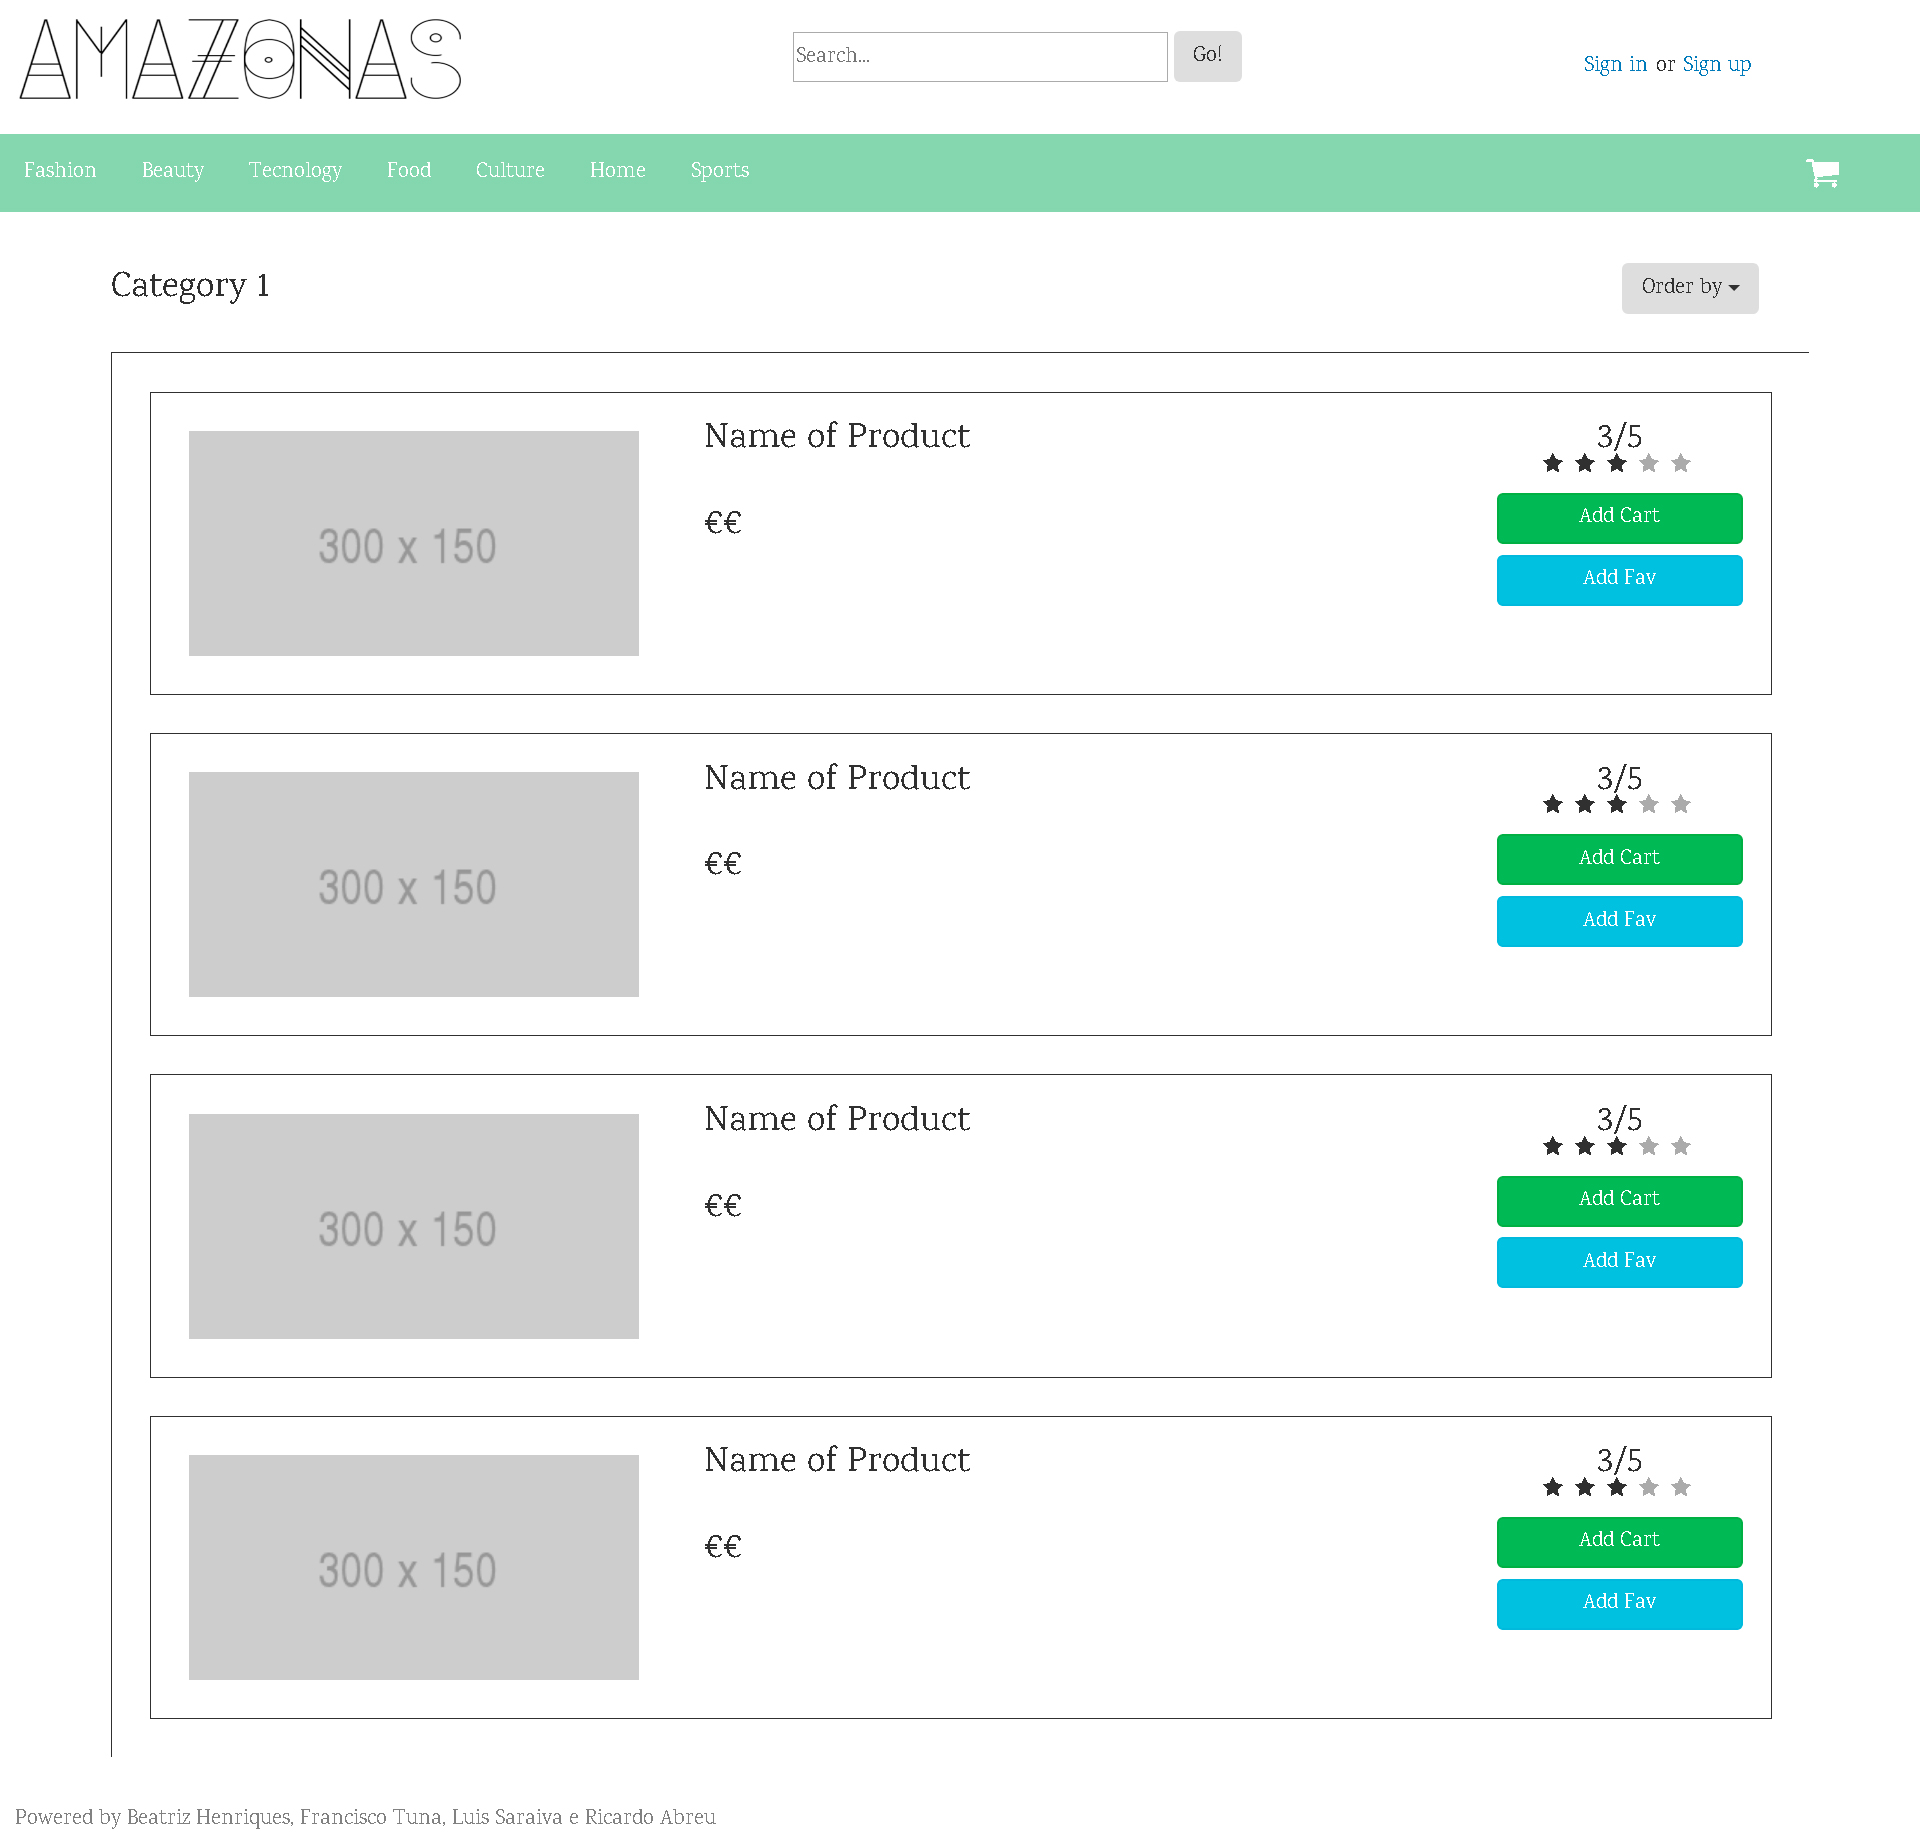 AMAZONAS
Search...
Go!
Sign in or Sign up
Fashion Beauty Tecnology Food Culture Home Sports
Category 1
Order by
Name of Product
3/5
300 x 150
€€
Add Cart
Add Fav
Name of Product
3/5
300 x 150
€€
Add Cart
Add Fav
Name of Product
3/5
300 x 150
€€
Add Cart
Add Fav
Name of Product
3/5
300 x 150
€€
Add Cart
Add Fav
Powered by Beatriz Henriques, Francisco Tuna, Luis Saraiva e Ricardo Abreu